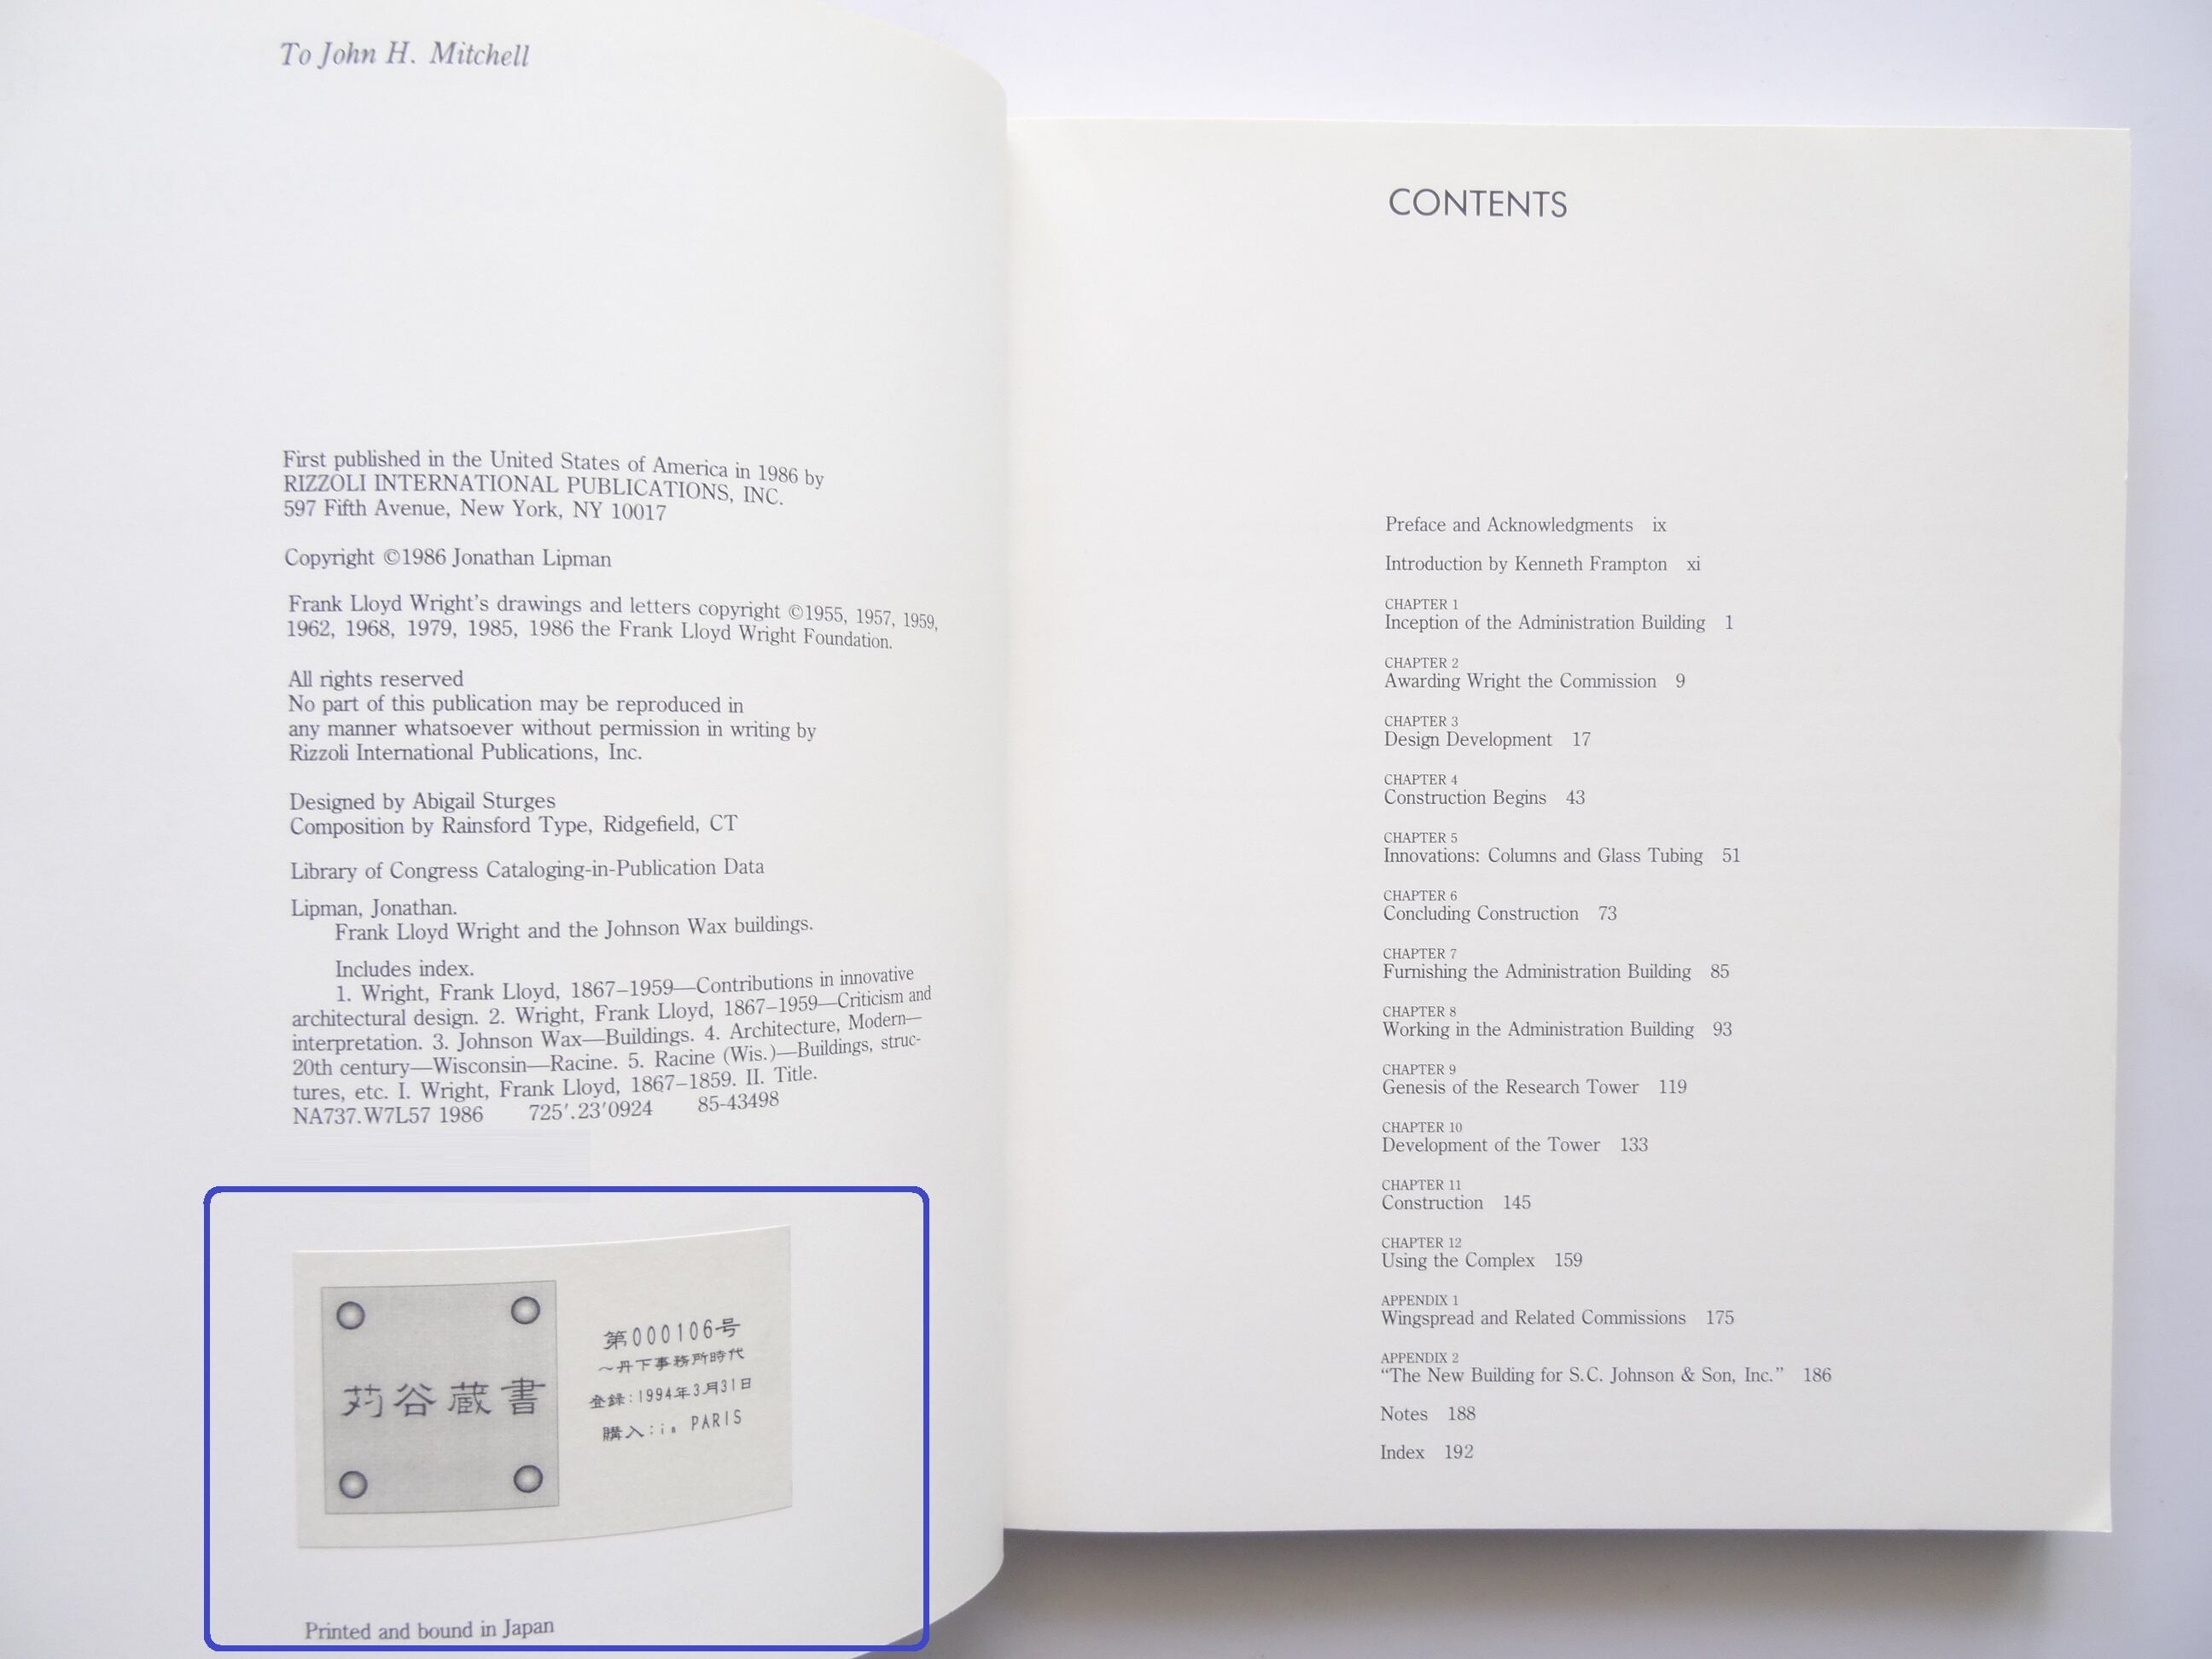 To John H. Mitchell
First published in the United States of America in 1986 by
RIZZOLI INTERNATIONAL PUBLICATIONS, INC.
597 Fifth Avenue, New York, NY 10017
Copyright ©1986 Jonathan Lipman
Frank Lloyd Wright's drawings and letters copyright ©1955, 1957, 1959,
1962, 1968, 1979, 1985, 1986 the Frank Lloyd Wright Foundation.
All rights reserved
No part of this publication may be reproduced in
any manner whatsoever without permission in writing by
Rizzoli International Publications, Inc.
Designed by Abigail Sturges
Composition by Rainsford Type, Ridgefield, CT
Library of Congress Cataloging-in-Publication Data
Lipman, Jonathan.
Frank Lloyd Wright and the Johnson Wax buildings.
Includes index.
1. Wright, Frank Lloyd, 1867–1959—Contributions in innovative
architectural design. 2. Wright, Frank Lloyd, 1867–1959—Criticism and
interpretation. 3. Johnson Wax—Buildings. 4. Architecture, Modern—
20th century—Wisconsin—Racine. 5. Racine (Wis.)—Buildings, struc-
tures, etc. I. Wright, Frank Lloyd, 1867–1859. II. Title.
NA737.W7L57 1986 725′.23′0924 85-43498
苅谷蔵書
第000106号
～丹下事務所時代
登録:1994年3月31日
購入:in PARIS
Printed and bound in Japan
CONTENTS
Preface and Acknowledgments ix
Introduction by Kenneth Frampton xi
CHAPTER 1
Inception of the Administration Building 1
CHAPTER 2
Awarding Wright the Commission 9
CHAPTER 3
Design Development 17
CHAPTER 4
Construction Begins 43
CHAPTER 5
Innovations: Columns and Glass Tubing 51
CHAPTER 6
Concluding Construction 73
CHAPTER 7
Furnishing the Administration Building 85
CHAPTER 8
Working in the Administration Building 93
CHAPTER 9
Genesis of the Research Tower 119
CHAPTER 10
Development of the Tower 133
CHAPTER 11
Construction 145
CHAPTER 12
Using the Complex 159
APPENDIX 1
Wingspread and Related Commissions 175
APPENDIX 2
“The New Building for S.C. Johnson & Son, Inc.” 186
Notes 188
Index 192